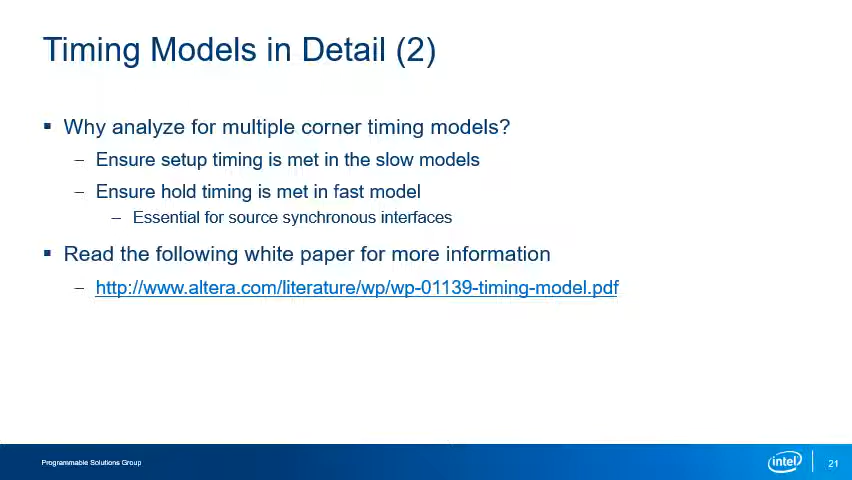 Timing Models in Detail (2)
▪ Why analyze for multiple corner timing models?
– Ensure setup timing is met in the slow models
– Ensure hold timing is met in fast model
– Essential for source synchronous interfaces
▪ Read the following white paper for more information
– http://www.altera.com/literature/wp/wp-01139-timing-model.pdf
Programmable Solutions Group
intel
21